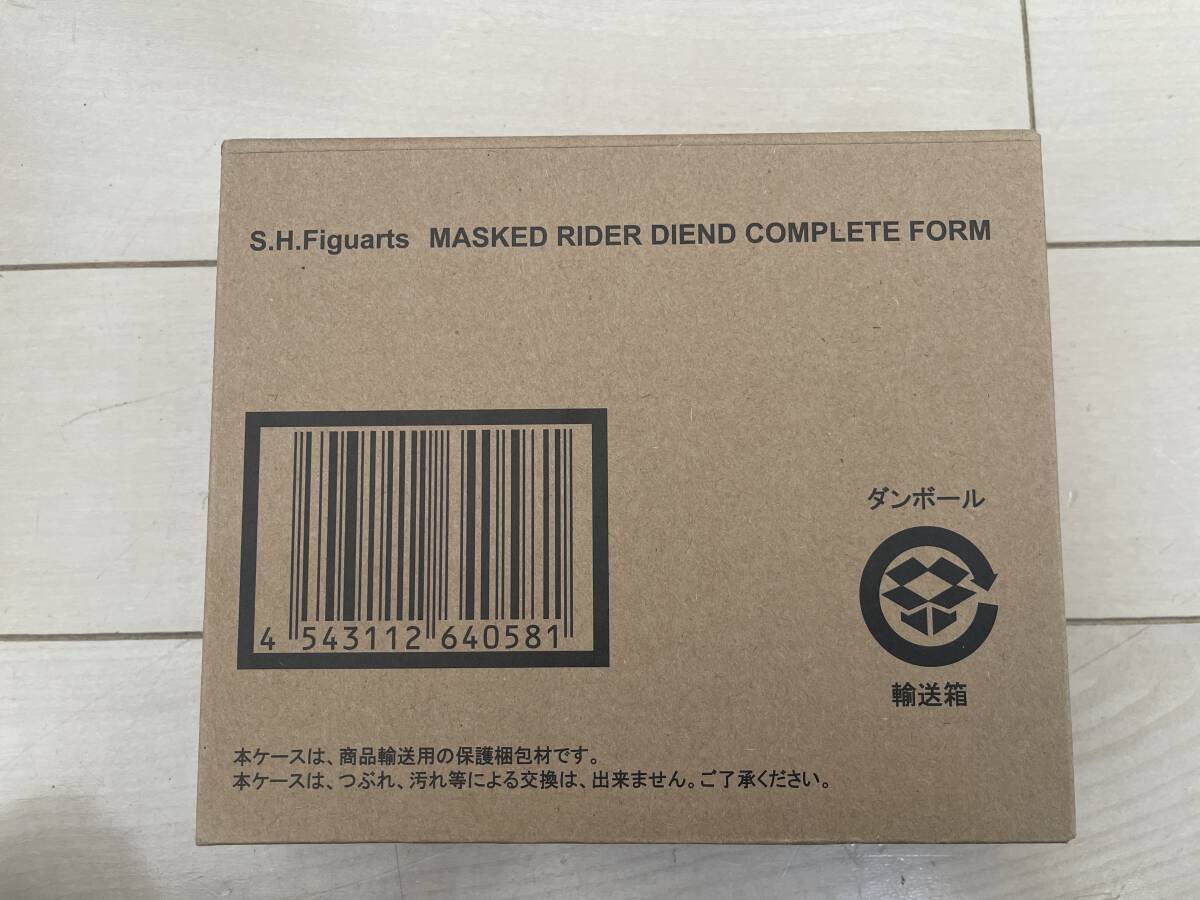 S.H.Figuarts MASKED RIDER DIEND COMPLETE FORM
4 543112 640581
ダンボール
輸送箱
本ケースは、商品輸送用の保護梱包材です。
本ケースは、つぶれ、汚れ等による交換は、出来ません。ご了承ください。